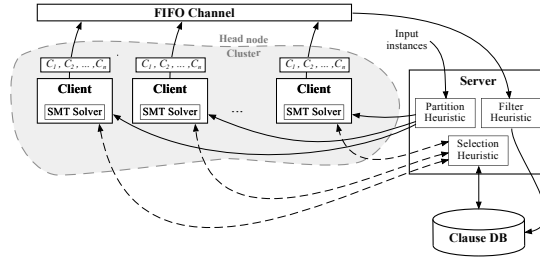 FIFO Channel
Head node
Cluster
Input
instances
C1, C2, ..., Cn
C1, C2, ..., Cn
C1, C2, ..., Cn
Client
SMT Solver
Client
SMT Solver
...
Client
SMT Solver
Server
Partition
Heuristic
Filter
Heuristic
Selection
Heuristic
Clause DB